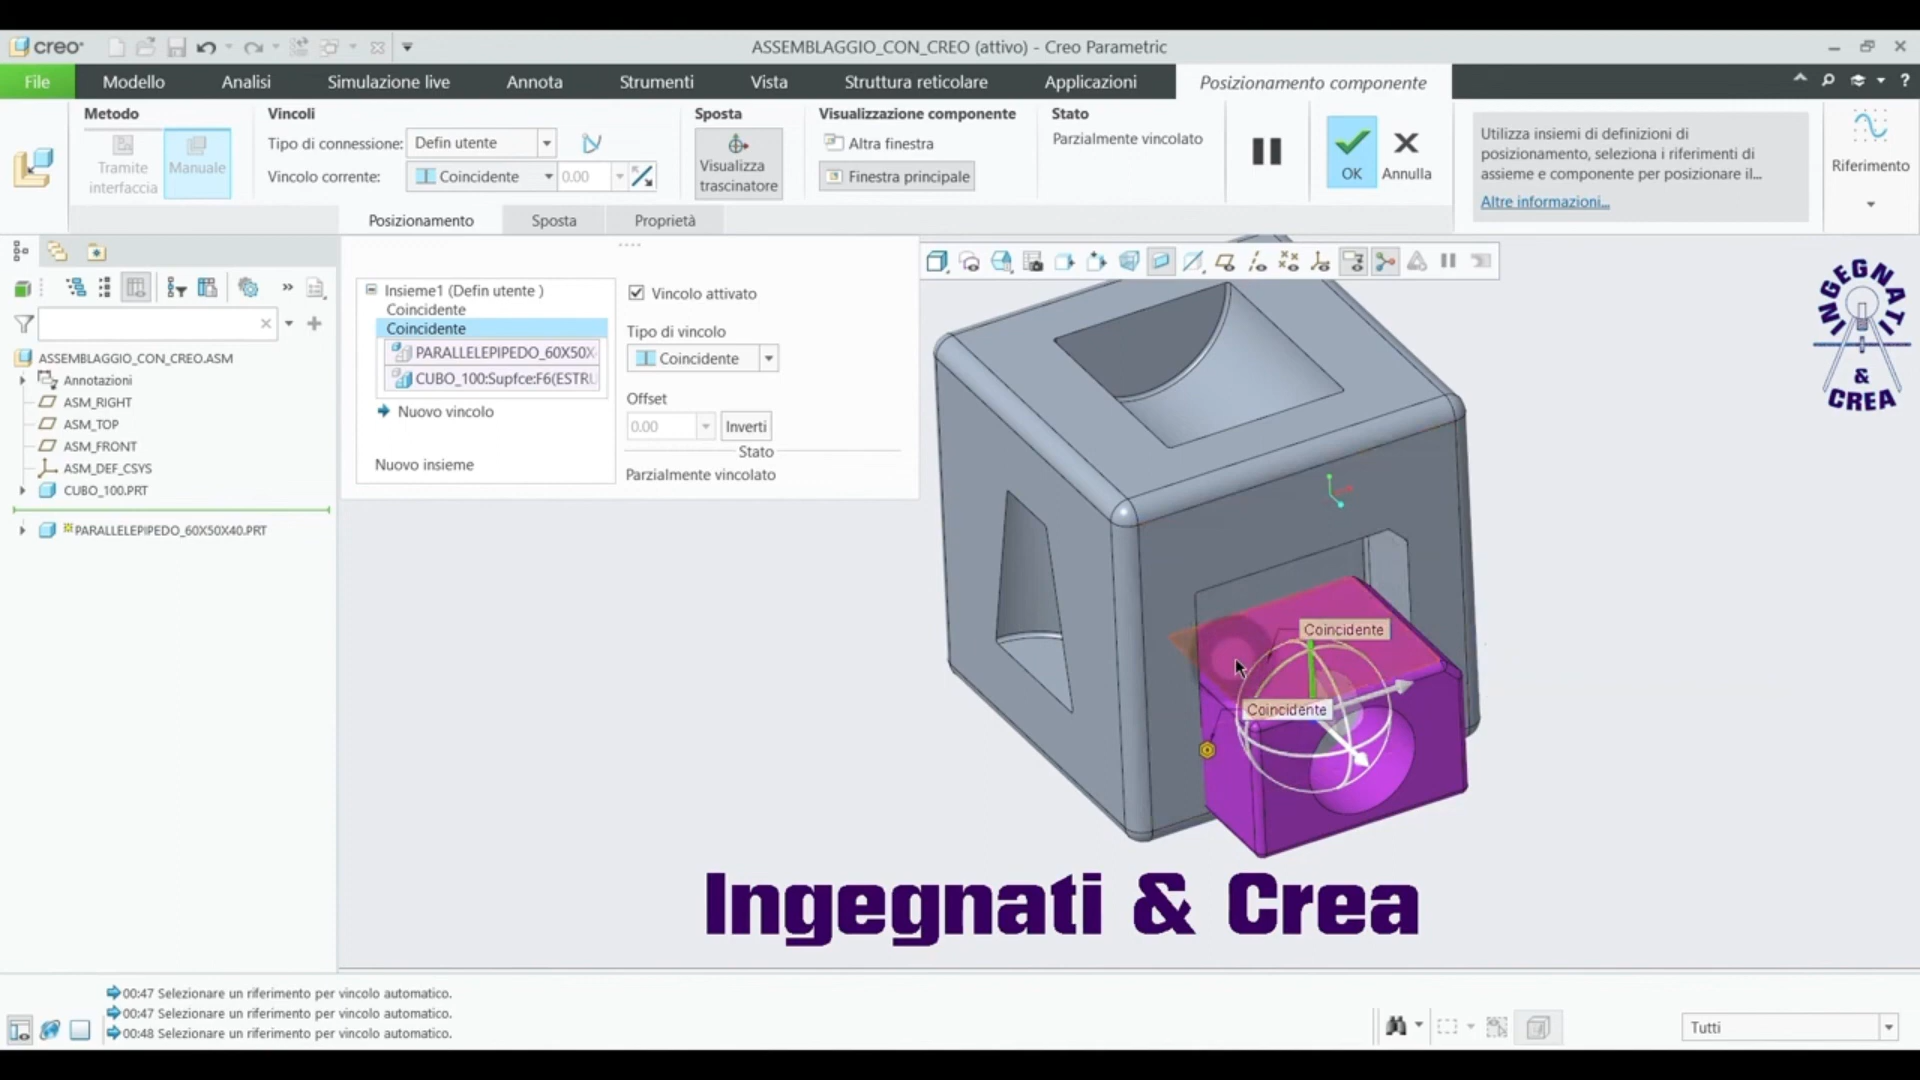 creo
ASSEMBLAGGIO_CON_CREO (attivo) - Creo Parametric
File
Modello
Analisi
Simulazione live
Annota
Strumenti
Vista
Struttura reticolare
Applicazioni
Posizionamento componente
Metodo
Tramite
interfaccia
Manuale
Vincoli
Tipo di connessione:
Defin utente
Vincolo corrente:
Coincidente
0.00
Sposta
Visualizza
trascinatore
Visualizzazione componente
Altra finestra
Finestra principale
Stato
Parzialmente vincolato
OK
Annulla
Utilizza insiemi di definizioni di
posizionamento, seleziona i riferimenti di
assieme e componente per posizionare il...
Altre informazioni...
Riferimento
Posizionamento
Sposta
Proprietà
Insieme1 (Defin utente )
Coincidente
Coincidente
PARALLELEPIPEDO_60X50X
CUBO_100:Supfce:F6(ESTRU
Nuovo vincolo
Nuovo insieme
Vincolo attivato
Tipo di vincolo
Coincidente
Offset
0.00
Inverti
Stato
Parzialmente vincolato
ASSEMBLAGGIO_CON_CREO.ASM
Annotazioni
ASM_RIGHT
ASM_TOP
ASM_FRONT
ASM_DEF_CSYS
CUBO_100.PRT
PARALLELEPIPEDO_60X50X40.PRT
INGEGNATI
&
CREA
Coincidente
Coincidente
Ingegnati & Crea
00:47 Selezionare un riferimento per vincolo automatico.
00:47 Selezionare un riferimento per vincolo automatico.
00:48 Selezionare un riferimento per vincolo automatico.
Tutti